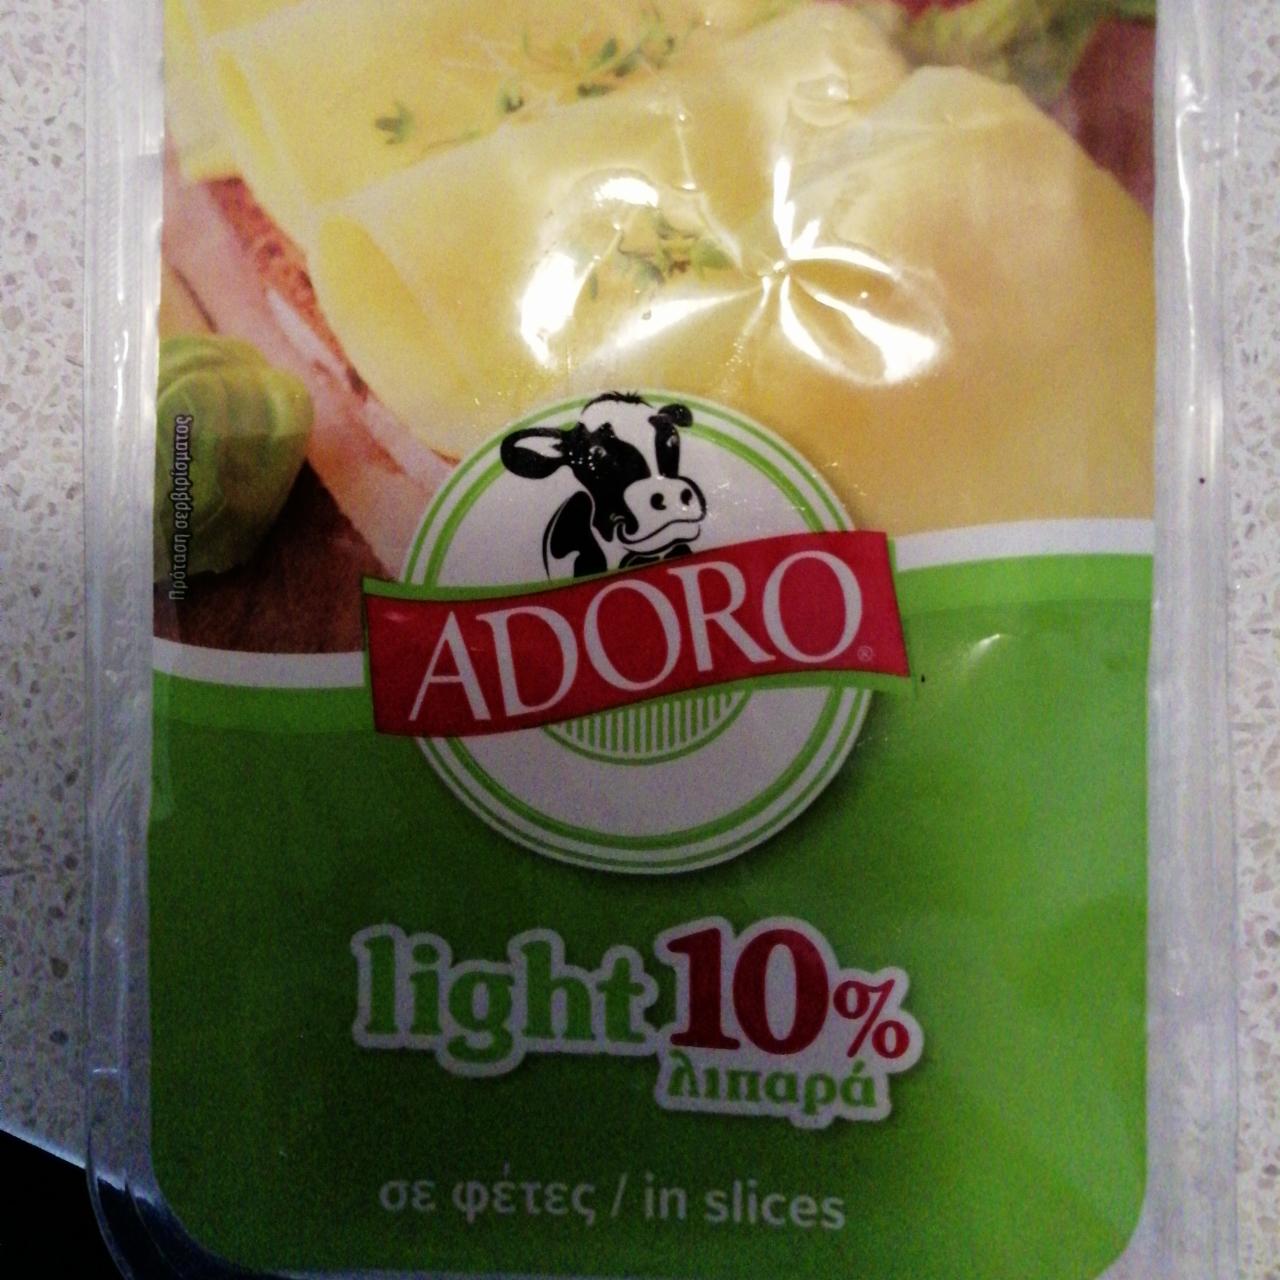 Πρόταση σερβιρίσματος
ADORO®
light 10%
λιπαρά
σε φέτες / in slices